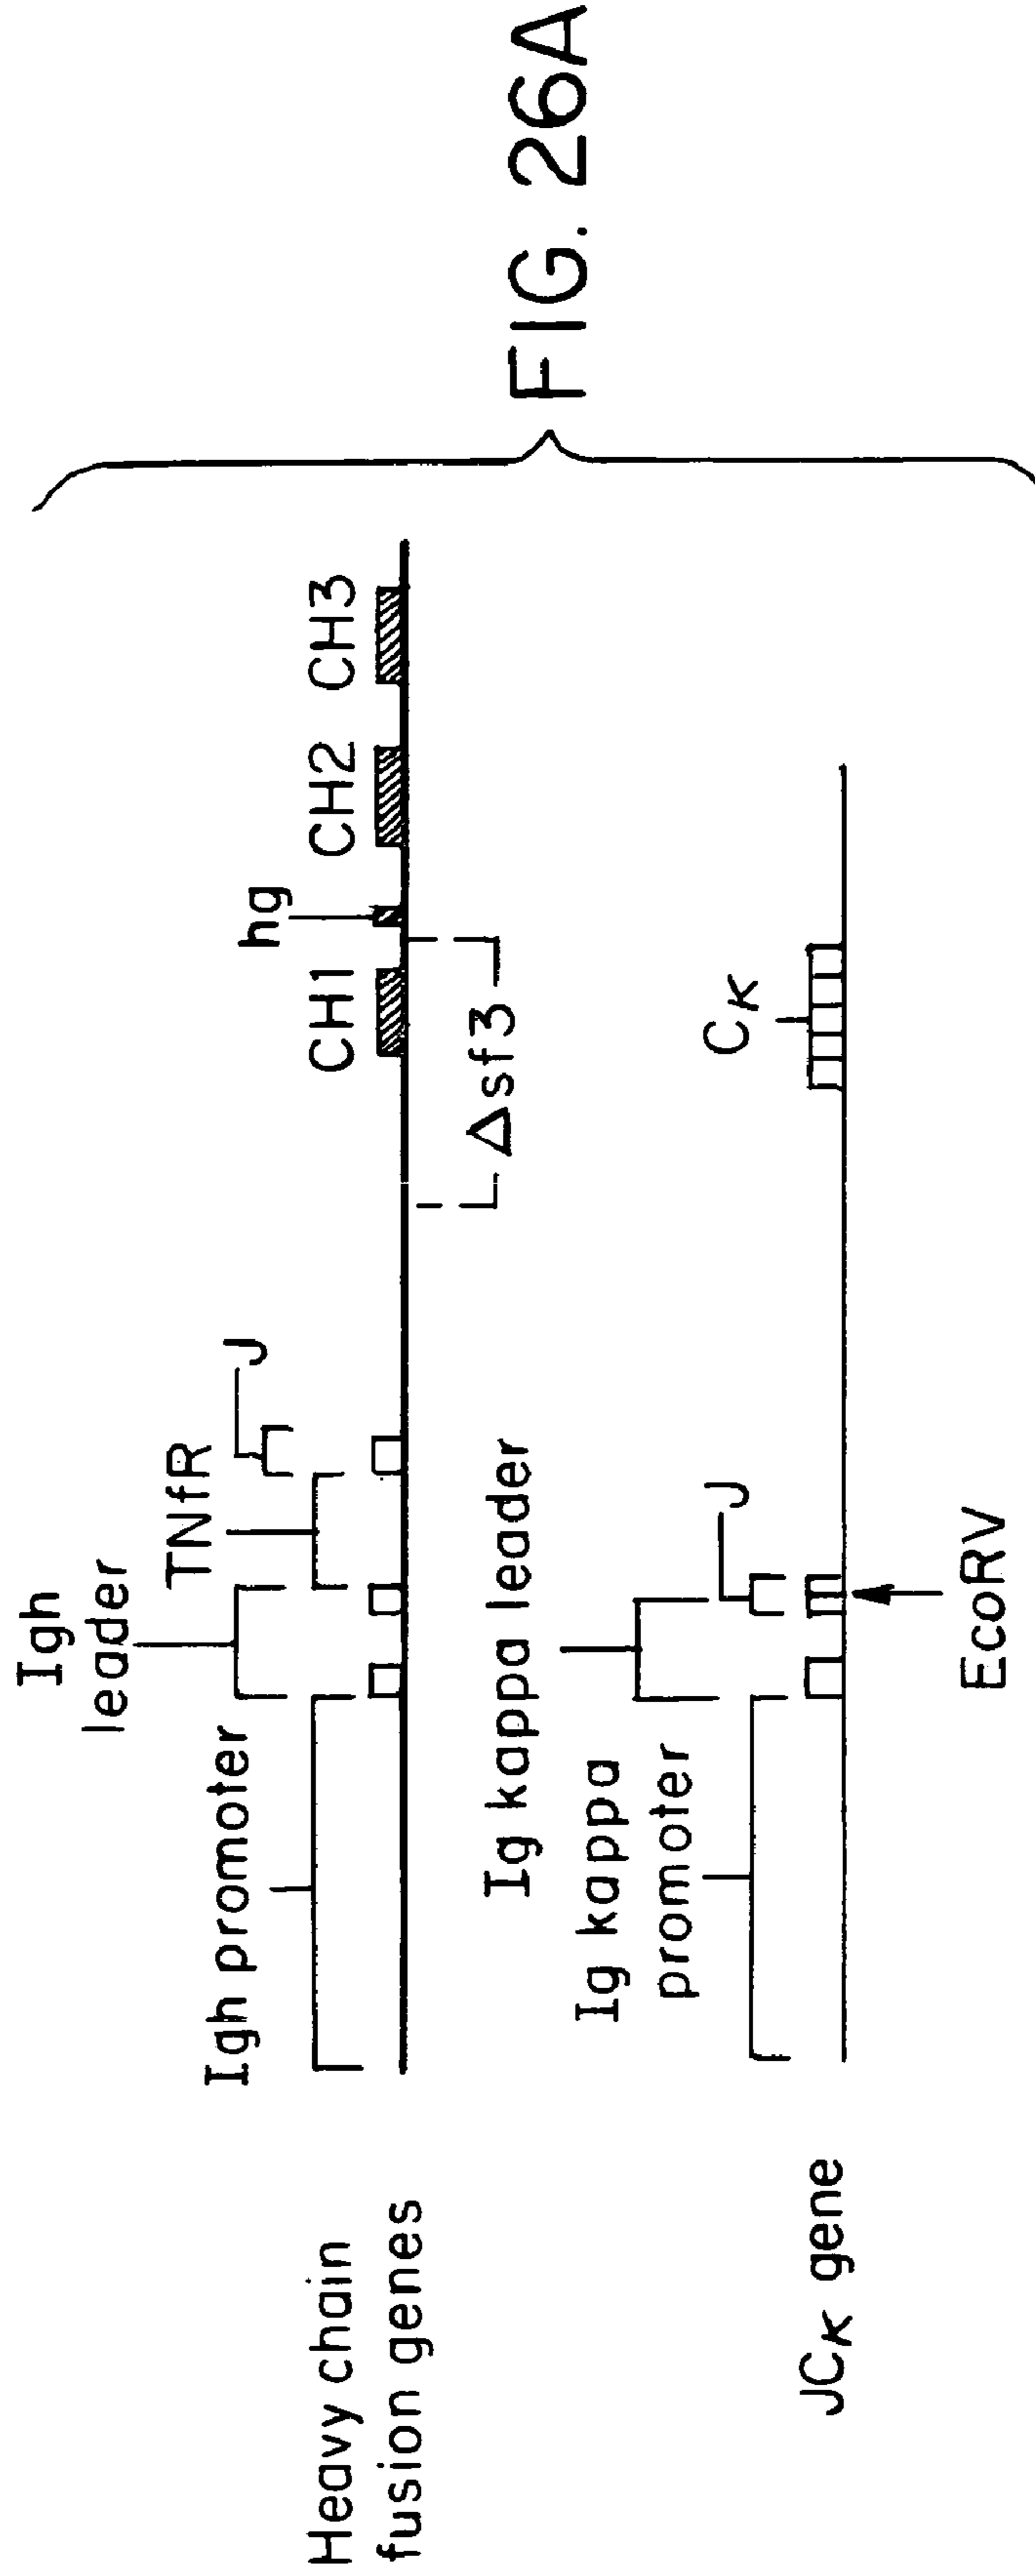 Heavy chain
fusion genes
Igh promoter
Igh
leader
TNfR
J
CH1
hg
CH2
CH3
Δsf3
JCκ gene
Ig kappa
promoter
Ig kappa leader
J
EcoRV
Cκ
FIG. 26A